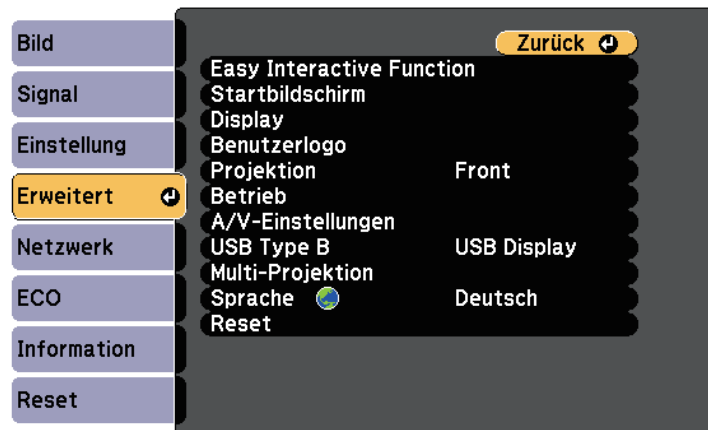 Bild
Signal
Einstellung
Erweitert
Netzwerk
ECO
Information
Reset
Zurück
Easy Interactive Function
Startbildschirm
Display
Benutzerlogo
Projektion Front
Betrieb
A/V-Einstellungen
USB Type B USB Display
Multi-Projektion
Sprache Deutsch
Reset